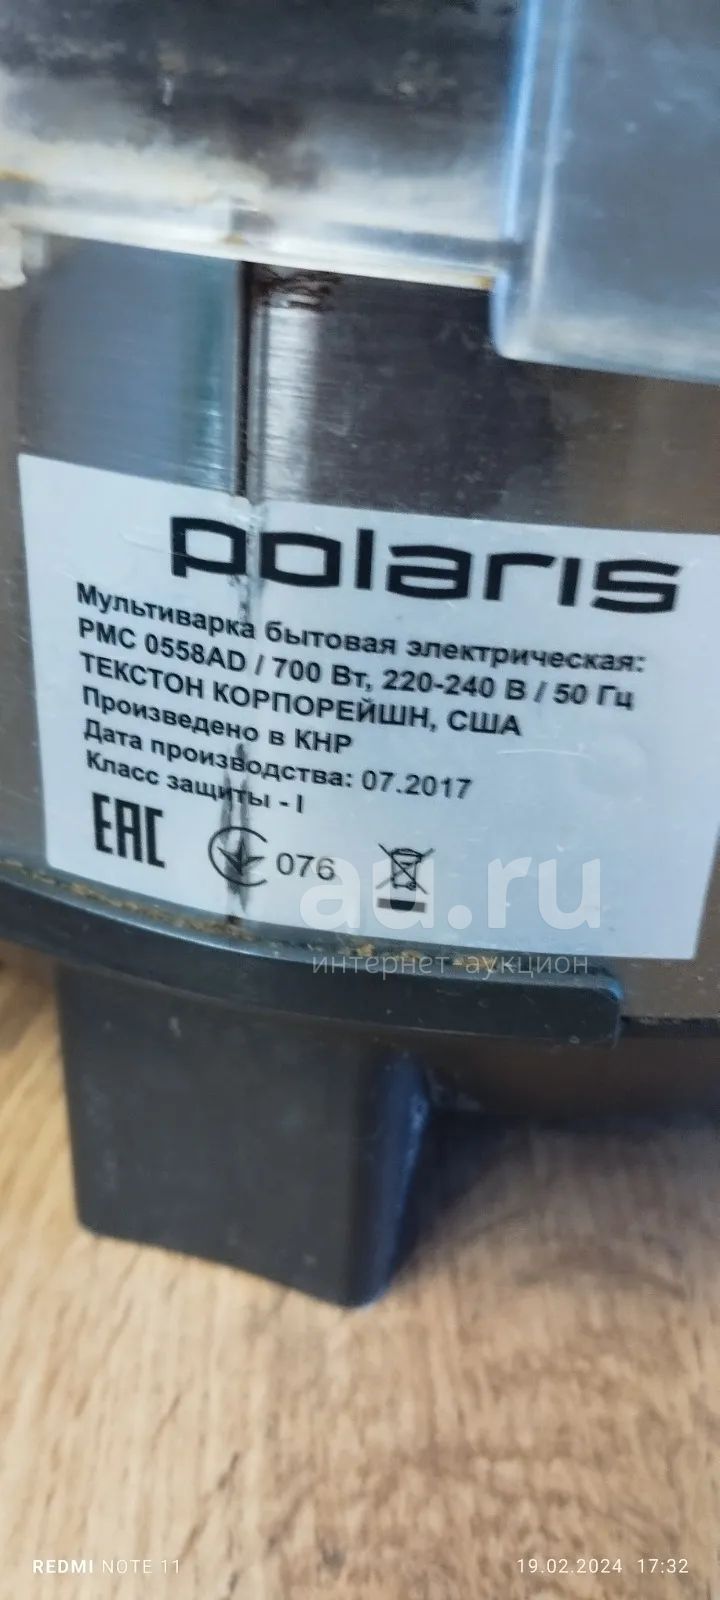 polaris
Мультиварка бытовая электрическая:
PMC 0558AD / 700 Вт, 220-240 В / 50 Гц
ТЕКСТОН КОРПОРЕЙШН, США
Произведено в КНР
Дата производства: 07.2017
Класс защиты - I
EAC 076
au.ru
интернет-аукцион
REDMI NOTE 11 19.02.2024 17:32